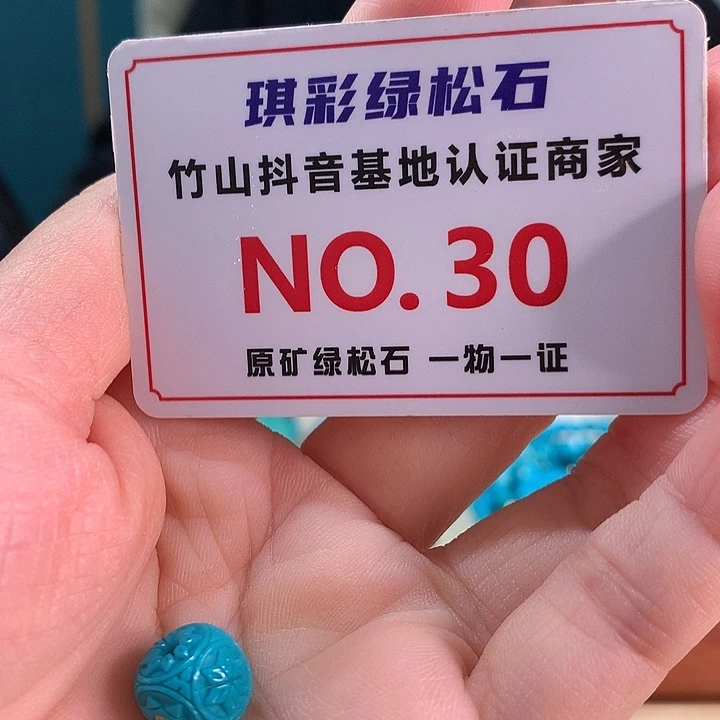 琪彩绿松石
竹山抖音基地认证商家
NO. 30
原矿绿松石 一物一证